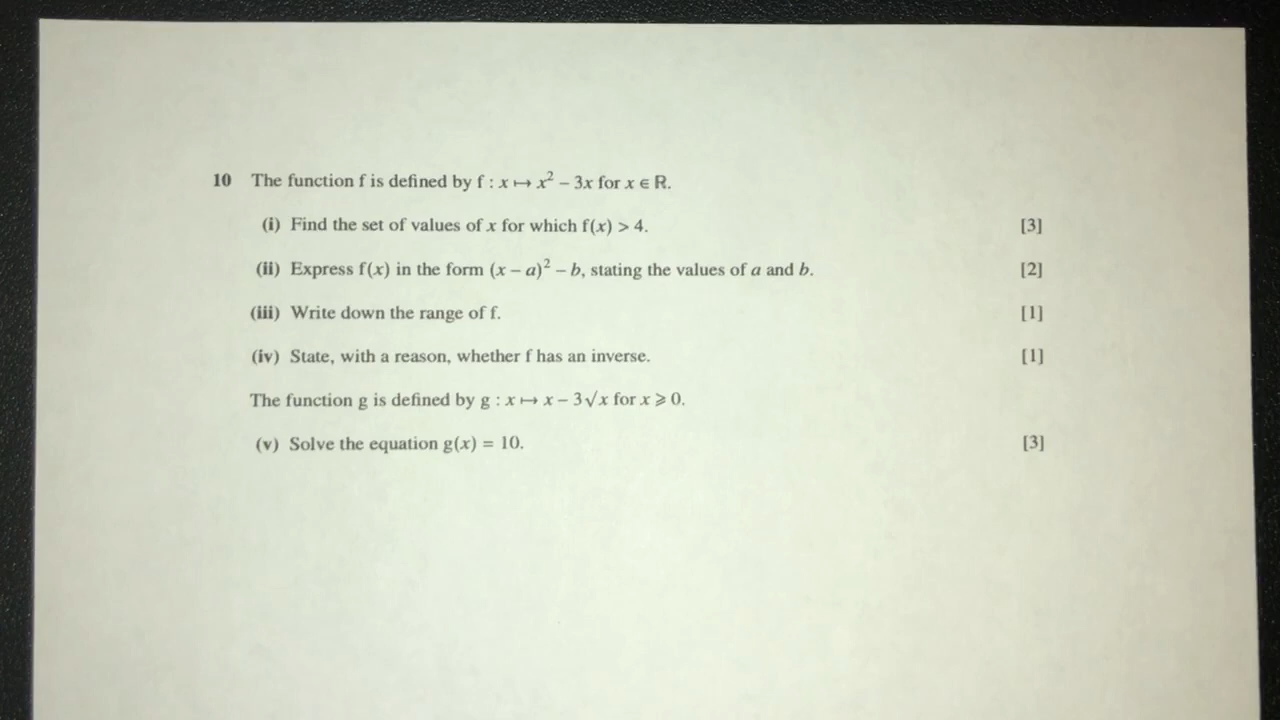 10 The function f is defined by f : x ↦ x² – 3x for x ∈ ℝ.
(i) Find the set of values of x for which f(x) > 4. [3]
(ii) Express f(x) in the form (x – a)² – b, stating the values of a and b. [2]
(iii) Write down the range of f. [1]
(iv) State, with a reason, whether f has an inverse. [1]
The function g is defined by g : x ↦ x – 3√x for x ⩾ 0.
(v) Solve the equation g(x) = 10. [3]